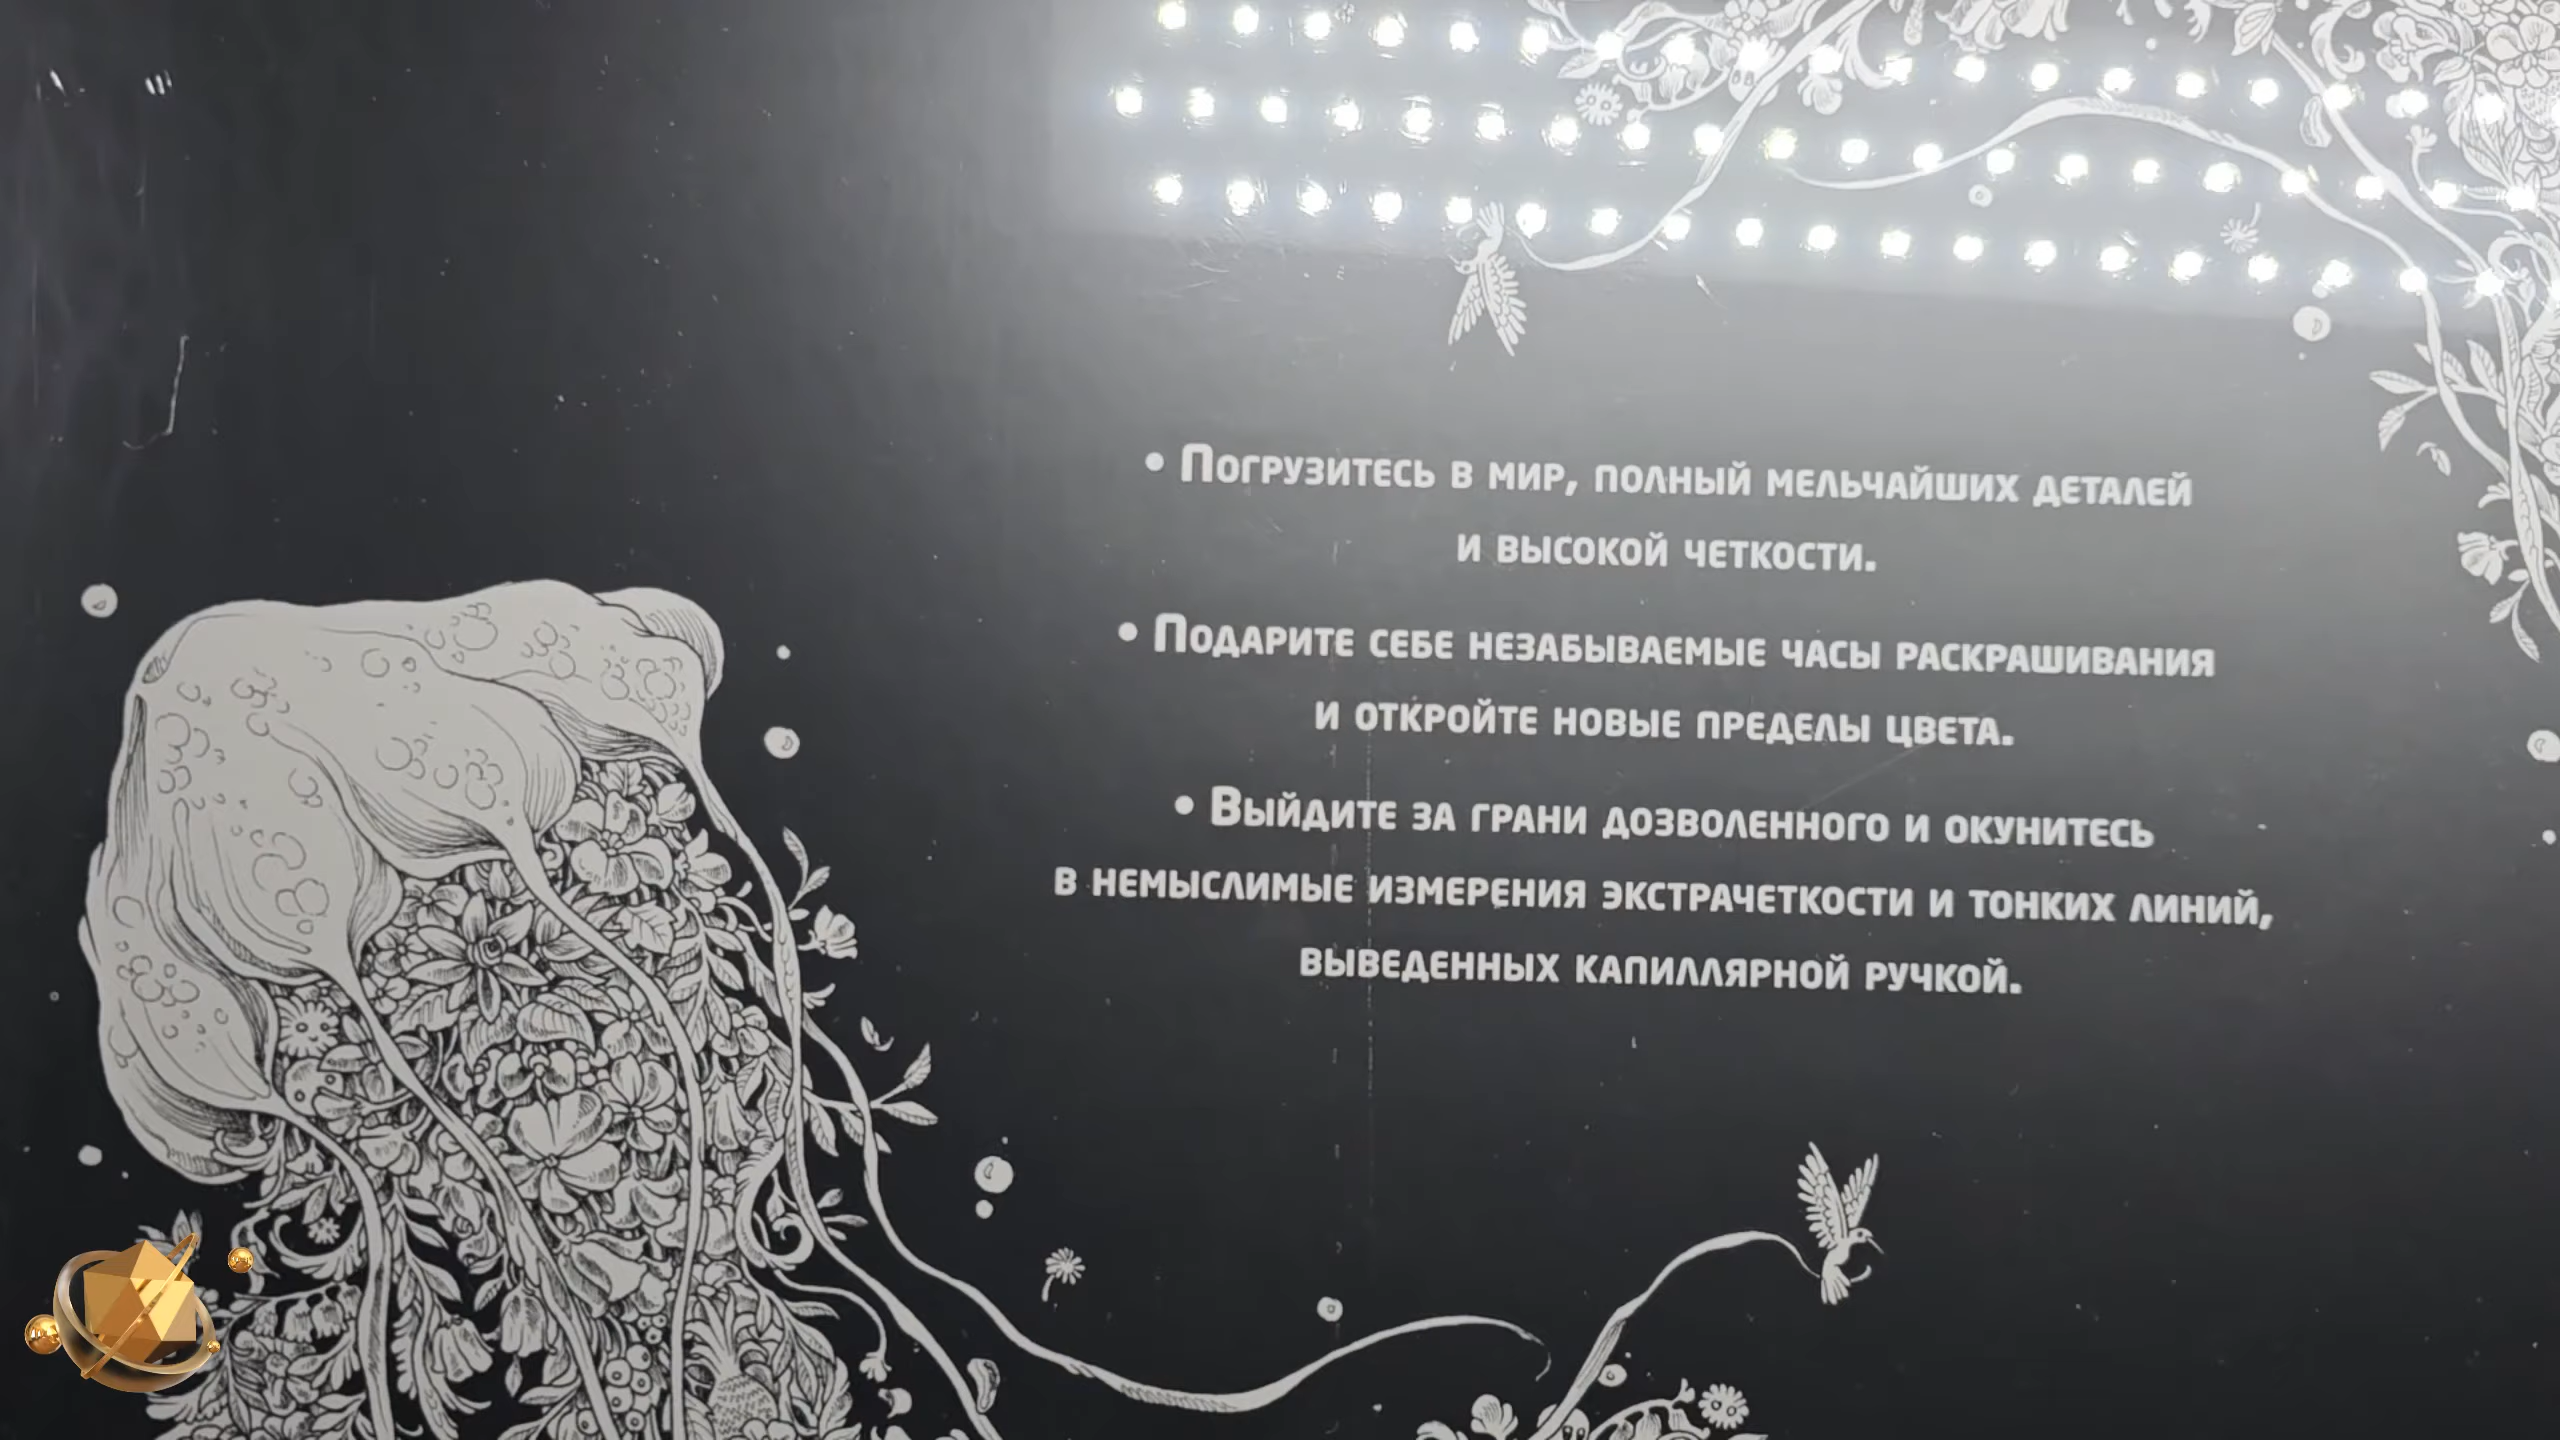 • Погрузитесь в мир, полный мельчайших деталей
и высокой четкости.
• Подарите себе незабываемые часы раскрашивания
и откройте новые пределы цвета.
• Выйдите за грани дозволенного и окунитесь
в немыслимые измерения экстрачеткости и тонких линий,
выведенных капиллярной ручкой.